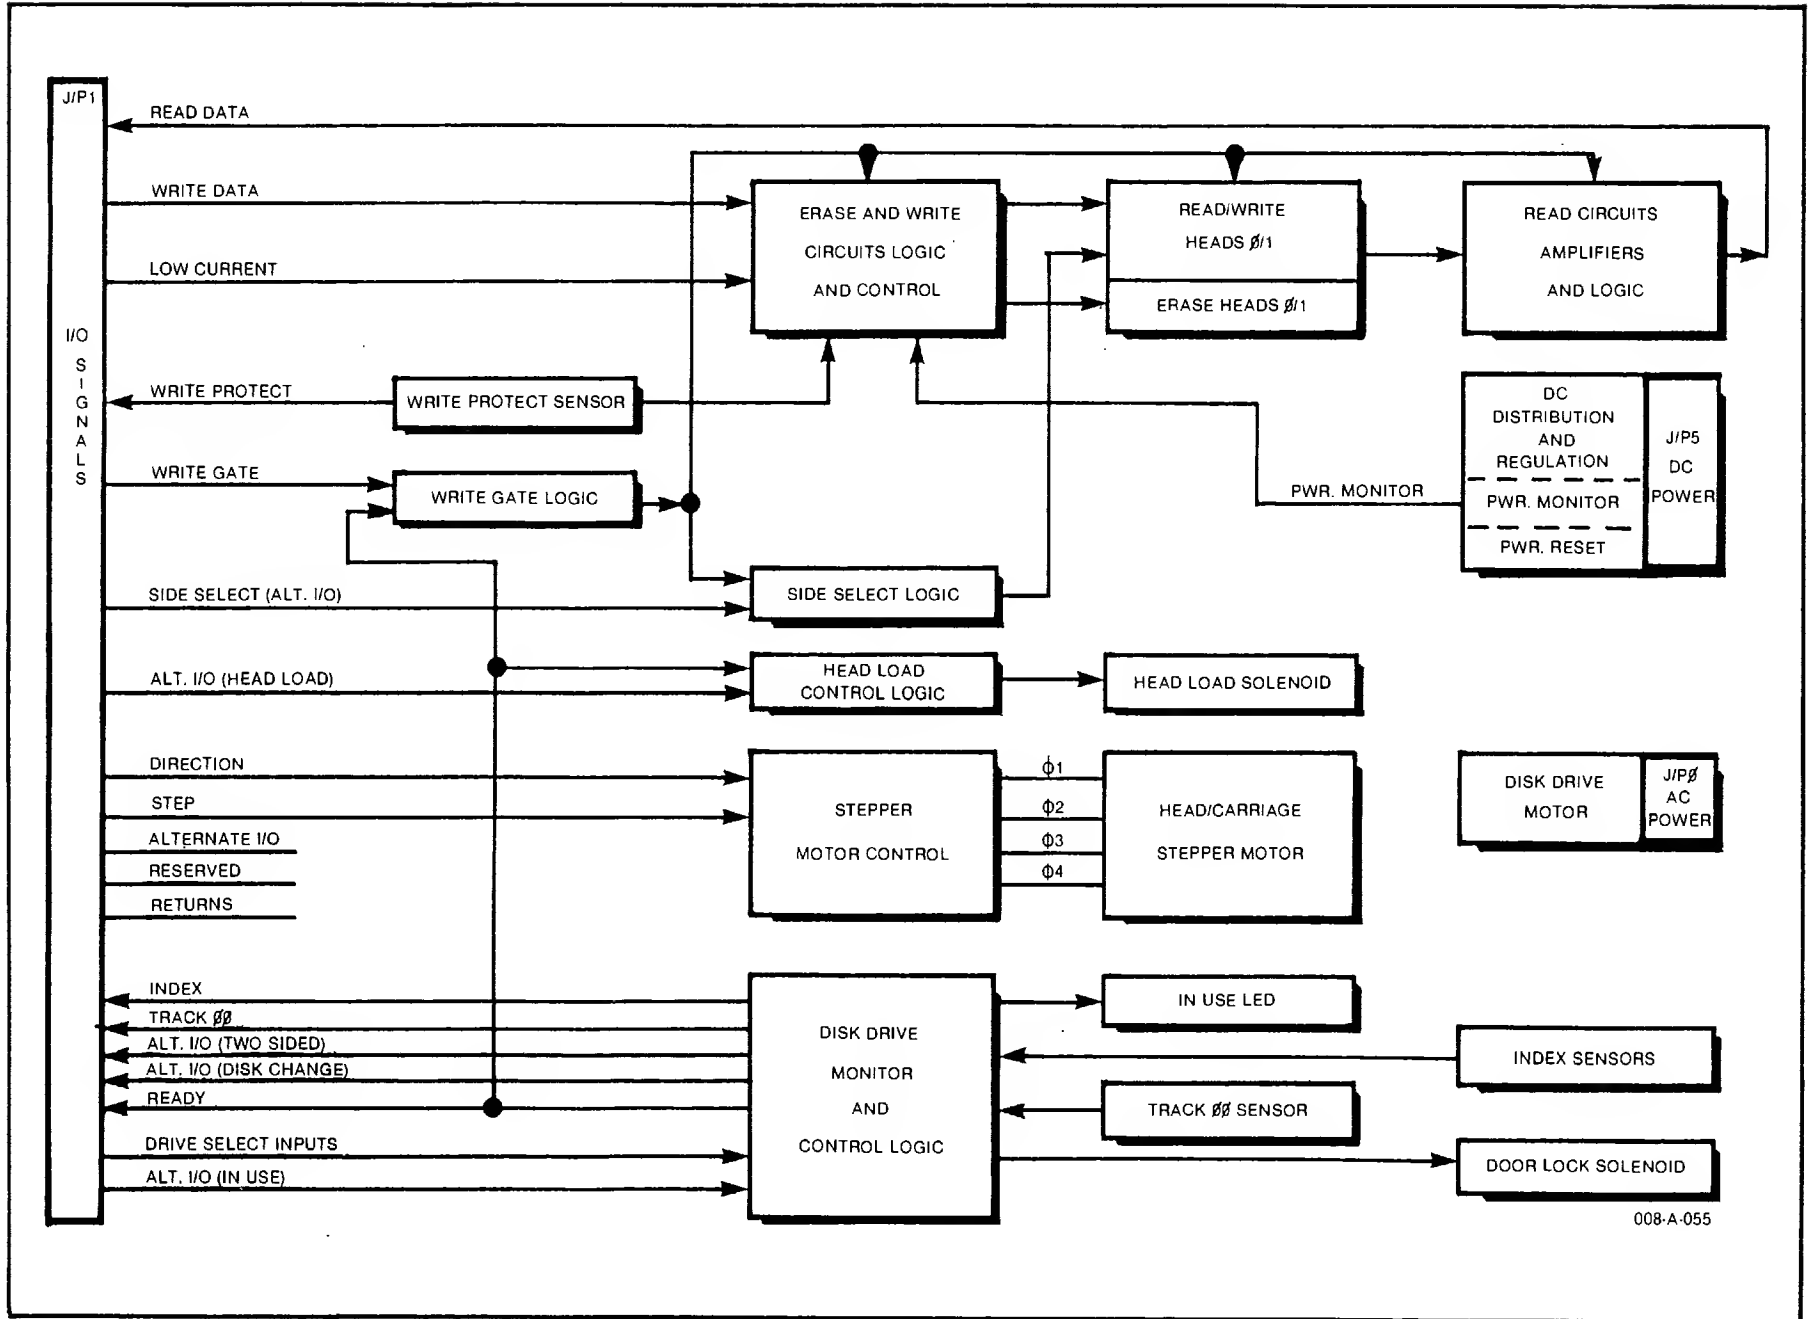 J/P1
I/O
SIGNALS
READ DATA
WRITE DATA
LOW CURRENT
WRITE PROTECT
WRITE GATE
SIDE SELECT (ALT. I/O)
ALT. I/O (HEAD LOAD)
DIRECTION
STEP
ALTERNATE I/O
RESERVED
RETURNS
INDEX
TRACK ØØ
ALT. I/O (TWO SIDED)
ALT. I/O (DISK CHANGE)
READY
DRIVE SELECT INPUTS
ALT. I/O (IN USE)
WRITE PROTECT SENSOR
WRITE GATE LOGIC
ERASE AND WRITE
CIRCUITS LOGIC
AND CONTROL
READ/WRITE
HEADS Ø/1
ERASE HEADS Ø/1
READ CIRCUITS
AMPLIFIERS
AND LOGIC
DC
DISTRIBUTION
AND
REGULATION
PWR. MONITOR
PWR. RESET
J/P5
DC
POWER
PWR. MONITOR
SIDE SELECT LOGIC
HEAD LOAD
CONTROL LOGIC
HEAD LOAD SOLENOID
STEPPER
MOTOR CONTROL
ϕ1
ϕ2
ϕ3
ϕ4
HEAD/CARRIAGE
STEPPER MOTOR
DISK DRIVE
MOTOR
J/PØ
AC
POWER
DISK DRIVE
MONITOR
AND
CONTROL LOGIC
IN USE LED
INDEX SENSORS
TRACK ØØ SENSOR
DOOR LOCK SOLENOID
008-A-055